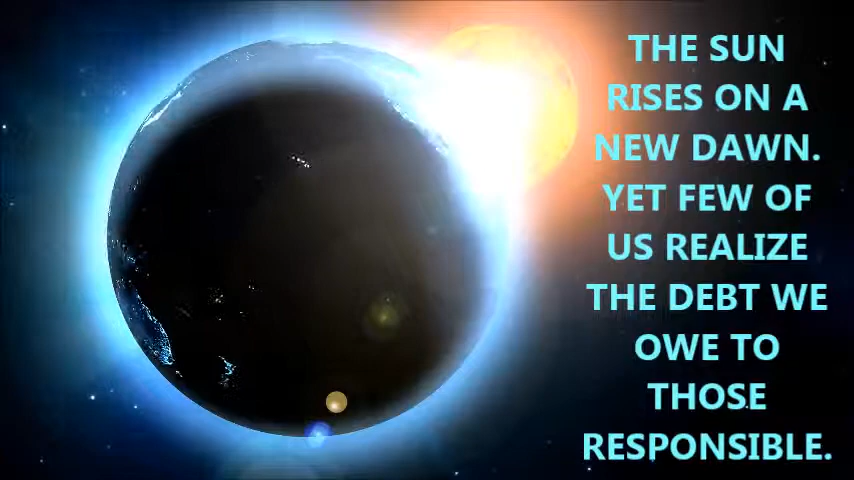 THE SUN
RISES ON A
NEW DAWN.
YET FEW OF
US REALIZE
THE DEBT WE
OWE TO
THOSE
RESPONSIBLE.